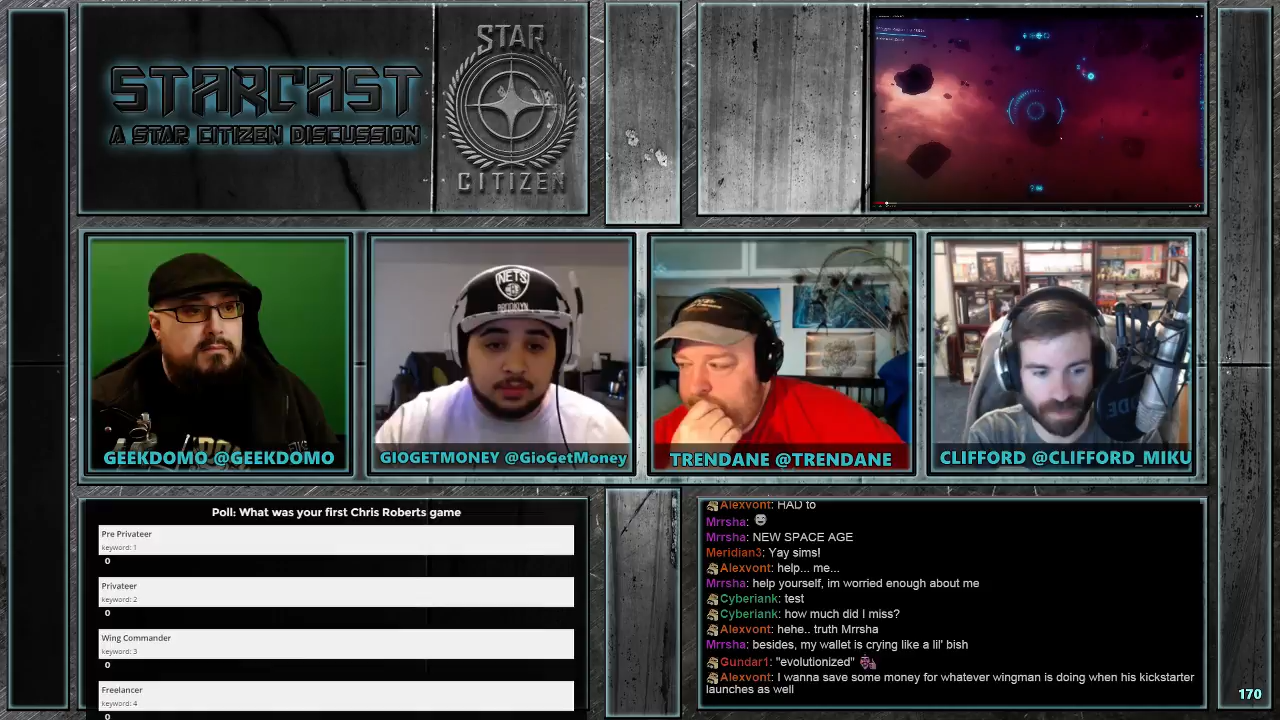 STARCAST
A STAR CITIZEN DISCUSSION
STAR
CITIZEN
NETS
BROOKLYN
GEEKDOMO @GEEKDOMO
GIOGETMONEY @GioGetMoney
TRENDANE @TRENDANE
CLIFFORD @CLIFFORD_MIKU
Poll: What was your first Chris Roberts game
Pre Privateer
keyword: 1
0
Privateer
keyword: 2
0
Wing Commander
keyword: 3
0
Freelancer
keyword: 4
0
Alexvont: HAD to
Mrrsha:
Mrrsha: NEW SPACE AGE
Meridian3: Yay sims!
Alexvont: help... me...
Mrrsha: help yourself, im worried enough about me
Cyberiank: test
Cyberiank: how much did I miss?
Alexvont: hehe.. truth Mrrsha
Mrrsha: besides, my wallet is crying like a lil' bish
Gundar1: "evolutionized"
Alexvont: I wanna save some money for whatever wingman is doing when his kickstarter
launches as well
170